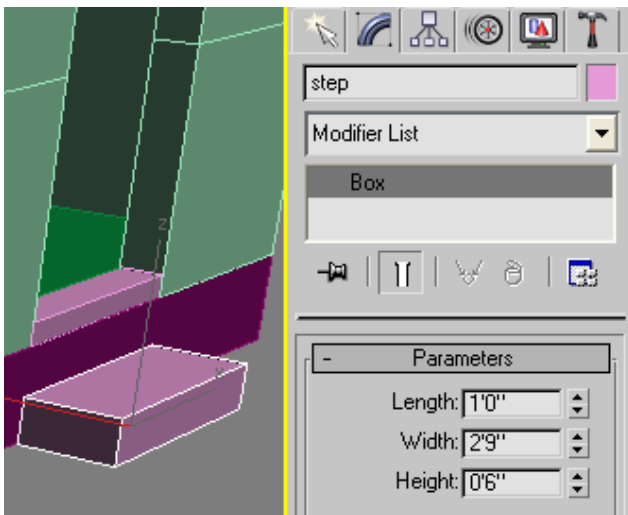 step
Modifier List
Box
- Parameters
Length: 1'0"
Width: 2'9"
Height: 0'6"
z